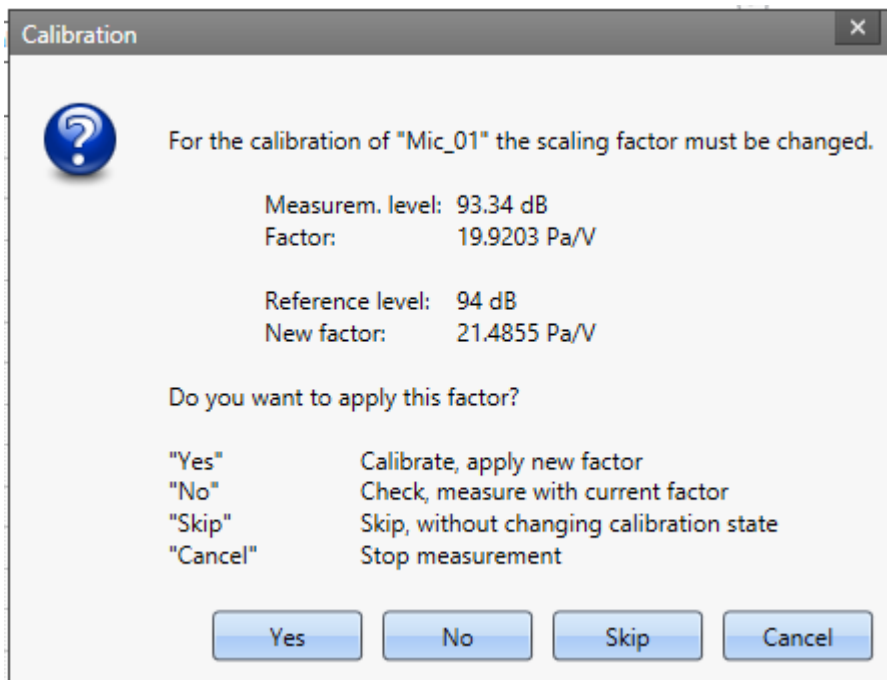 Calibration
For the calibration of "Mic_01" the scaling factor must be changed.
Measurem. level: 93.34 dB
Factor: 19.9203 Pa/V
Reference level: 94 dB
New factor: 21.4855 Pa/V
Do you want to apply this factor?
"Yes" Calibrate, apply new factor
"No" Check, measure with current factor
"Skip" Skip, without changing calibration state
"Cancel" Stop measurement
Yes No Skip Cancel